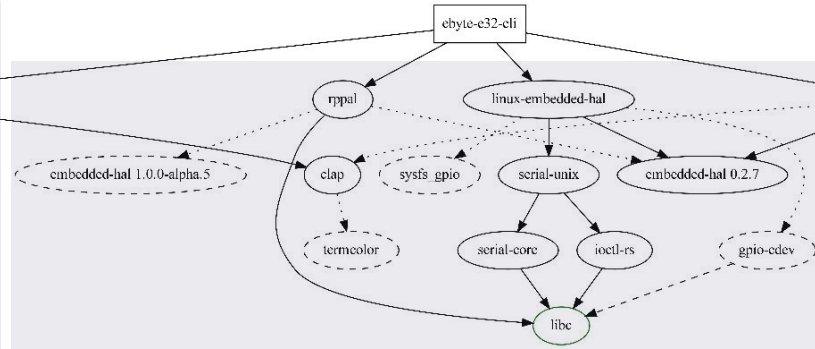 ebyte-e32-cli
rppal
linux-embedded-hal
embedded-hal 1.0.0-alpha.5
clap
sysfs_gpio
serial-unix
embedded-hal 0.2.7
termcolor
serial-core
ioctl-rs
gpio-cdev
libc